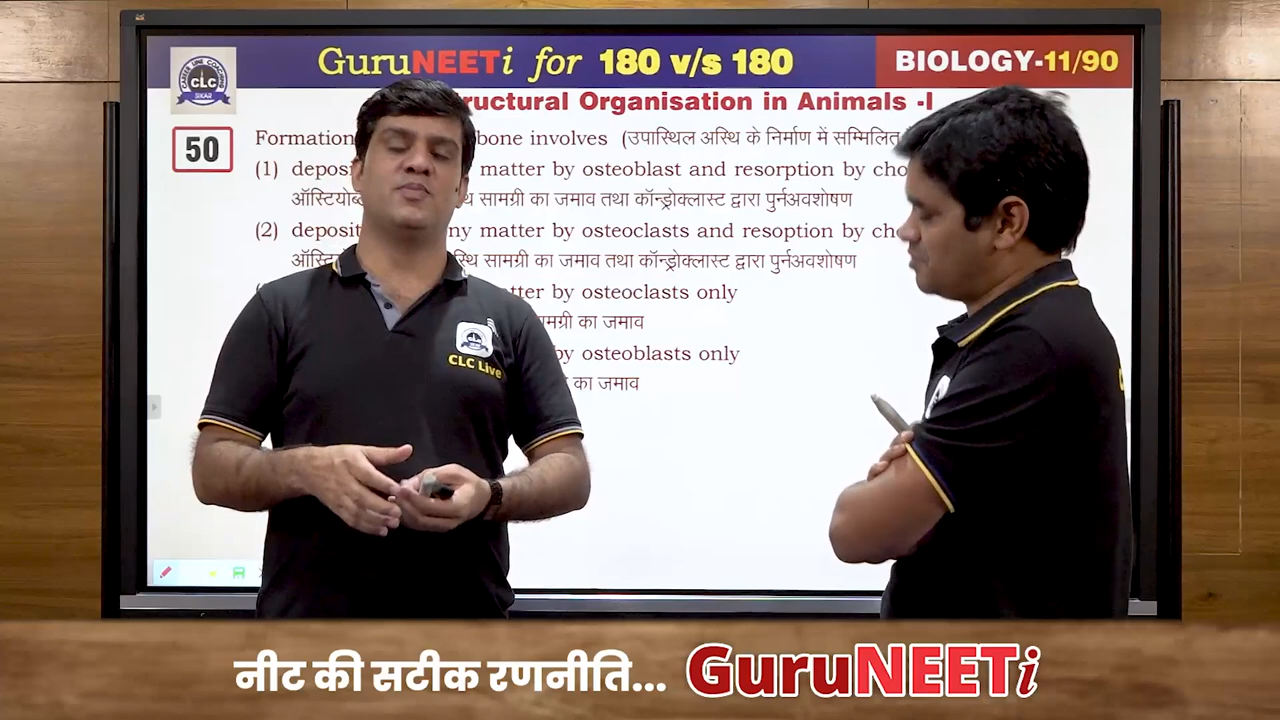 GuruNEETi for 180 v/s 180
BIOLOGY-11/90
CLC
SIKAR
ructural Organisation in Animals -I
50
Formation bone involves (उपास्थिल अस्थि के निर्माण में सम्मिलित
(1) depos matter by osteoblast and resorption by cho
ऑस्टियोब्ल सामग्री का जमाव तथा कॉन्ड्रोक्लास्ट द्वारा पुर्नअवशोषण
(2) deposit ny matter by osteoclasts and resoption by ch
ऑस्टि स्थि सामग्री का जमाव तथा कॉन्ड्रोक्लास्ट द्वारा पुर्नअवशोषण
tter by osteoclasts only
मग्री का जमाव
by osteoblasts only
का जमाव
CLC Live
नीट की सटीक रणनीति... GuruNEETi